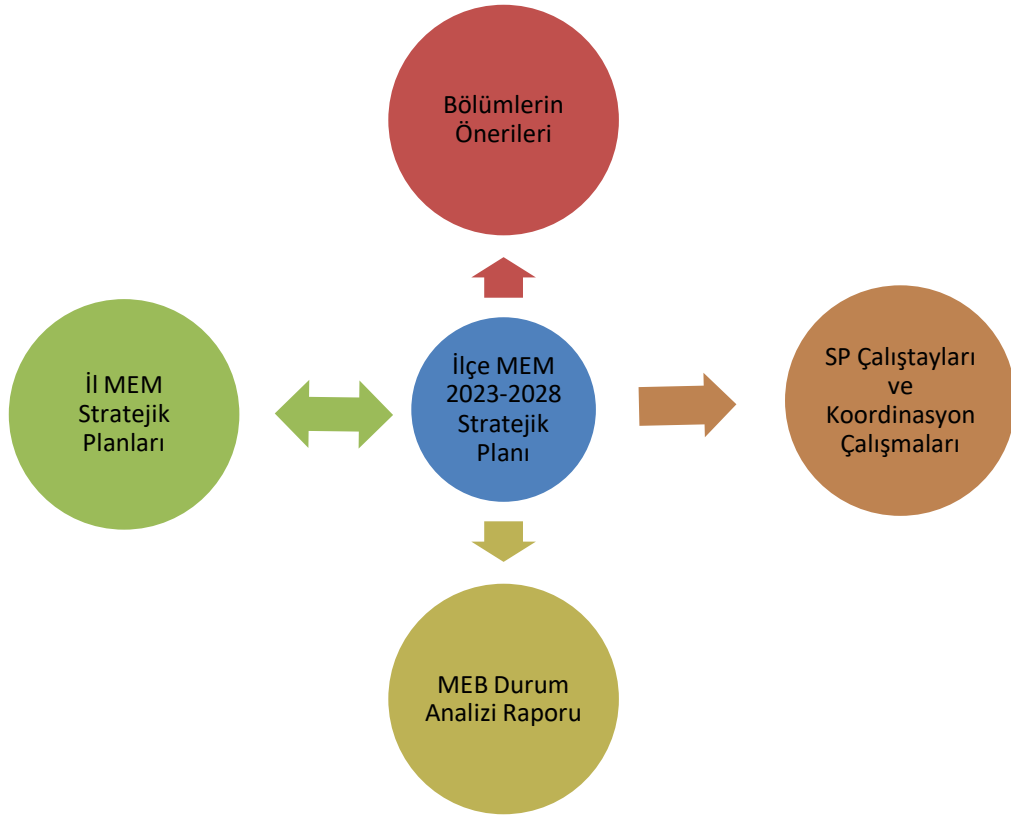 Bölümlerin
Önerileri
İl MEM
Stratejik
Planları
İlçe MEM
2023-2028
Stratejik
Planı
SP Çalıştayları
ve
Koordinasyon
Çalışmaları
MEB Durum
Analizi Raporu